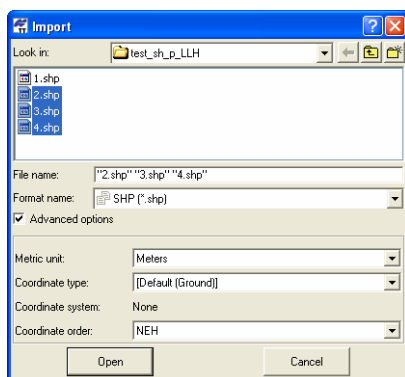 Import
Look in: test_sh_p_LLH
1.shp
2.shp
3.shp
4.shp
File name: "2.shp" "3.shp" "4.shp"
Format name: SHP (*.shp)
Advanced options
Metric unit: Meters
Coordinate type: [Default (Ground)]
Coordinate system: None
Coordinate order: NEH
Open Cancel